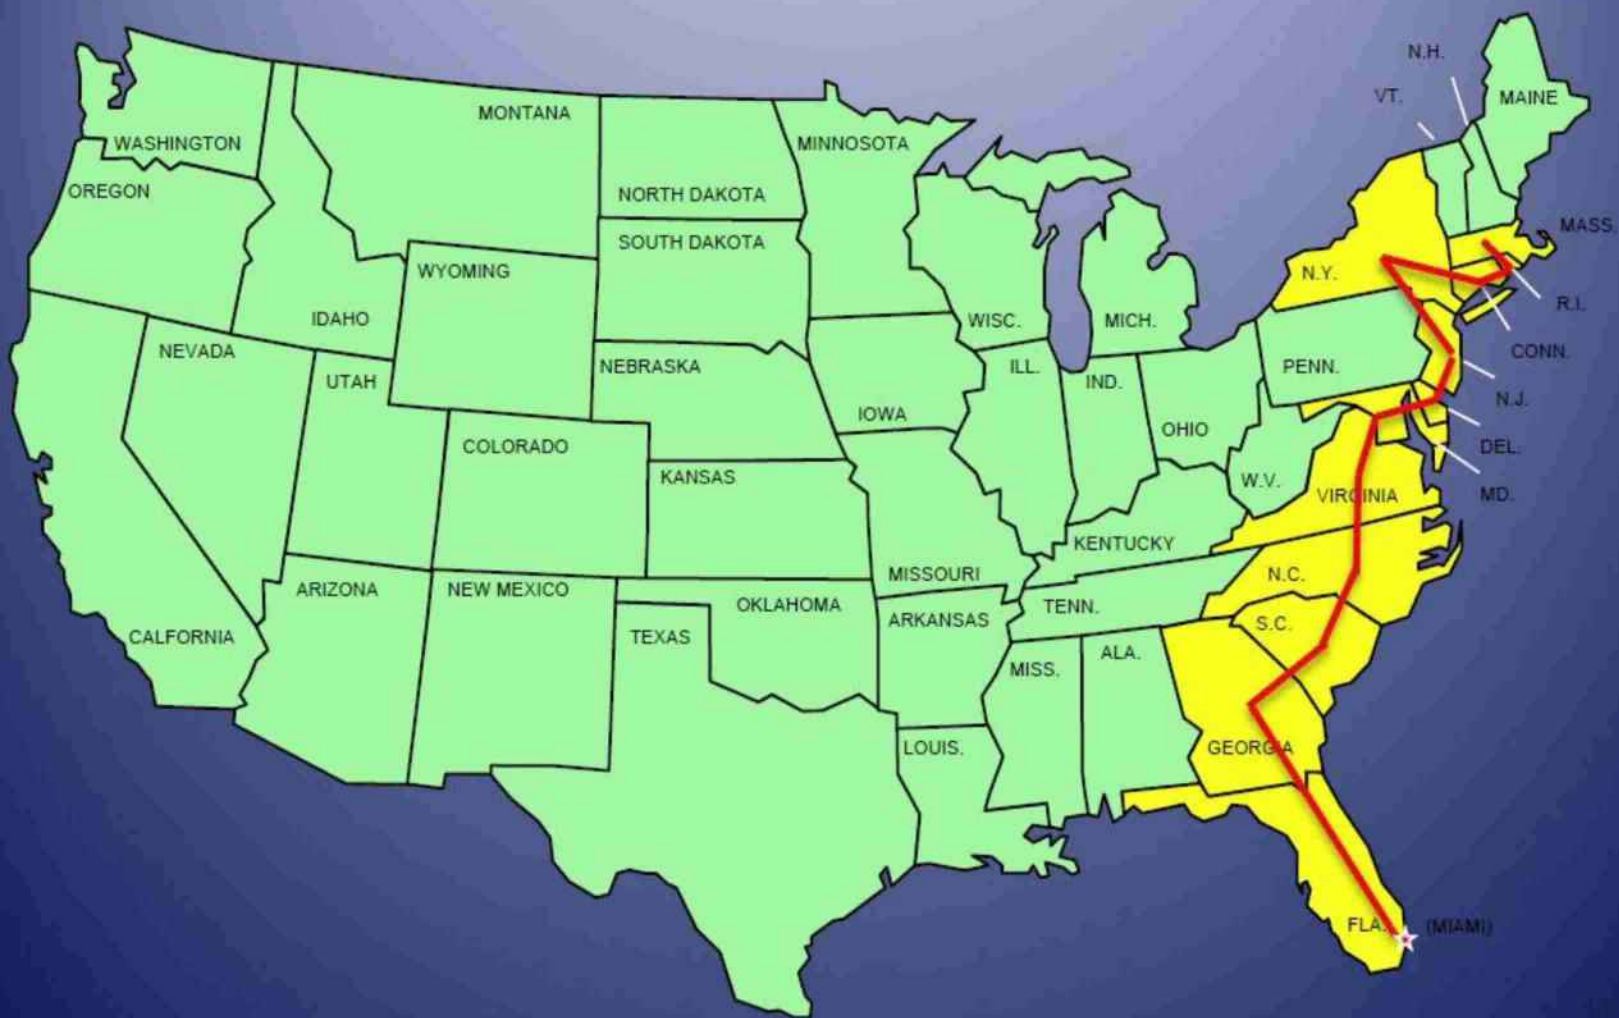 N.H.
VT.
MAINE
MONTANA
WASHINGTON
MINNOSOTA
OREGON
NORTH DAKOTA
MASS.
SOUTH DAKOTA
WYOMING
N.Y.
R.I.
IDAHO
WISC.
MICH.
NEVADA
CONN.
UTAH
NEBRASKA
ILL.
IND.
PENN.
N.J.
IOWA
OHIO
COLORADO
DEL.
KANSAS
W.V.
VIRGINIA
MD.
KENTUCKY
MISSOURI
N.C.
ARIZONA
NEW MEXICO
OKLAHOMA
TENN.
ARKANSAS
S.C.
CALFORNIA
TEXAS
ALA.
MISS.
LOUIS.
GEORGIA
FLA.
(MIAMI)